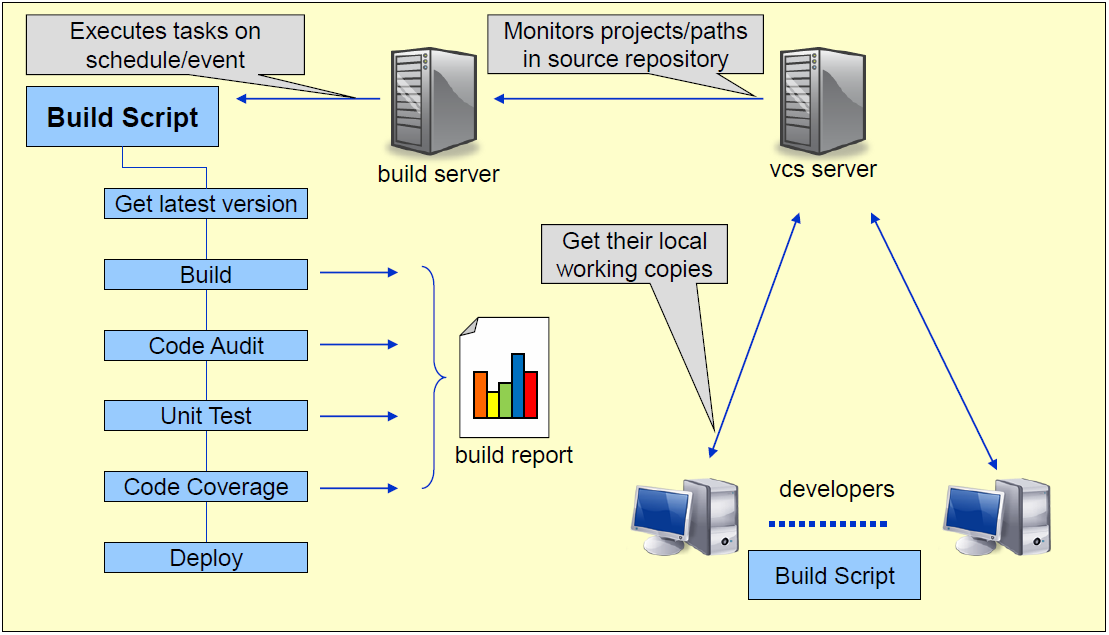 Executes tasks on
schedule/event
Monitors projects/paths
in source repository
Build Script
build server
vcs server
Get latest version
Get their local
working copies
Build
Code Audit
Unit Test
build report
Code Coverage
developers
Deploy
Build Script